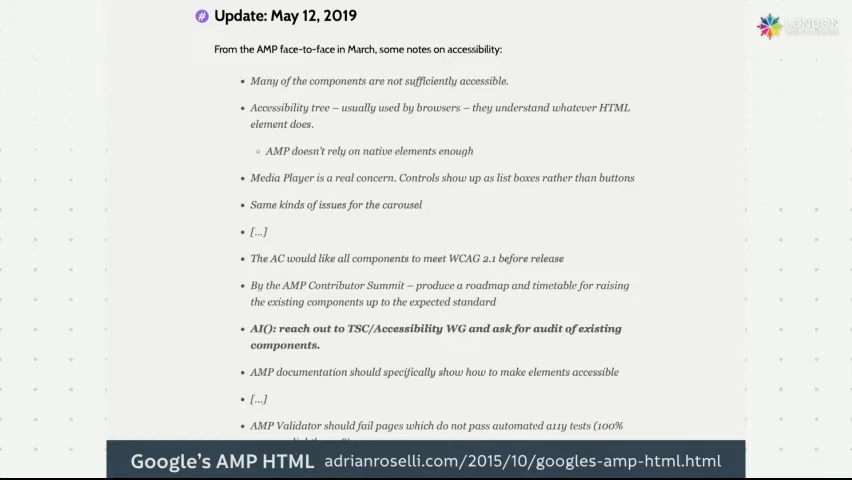 # Update: May 12, 2019
LONDON
From the AMP face-to-face in March, some notes on accessibility:
• Many of the components are not sufficiently accessible.
• Accessibility tree – usually used by browsers – they understand whatever HTML
element does.
◦ AMP doesn't rely on native elements enough
• Media Player is a real concern. Controls show up as list boxes rather than buttons
• Same kinds of issues for the carousel
• [...]
• The AC would like all components to meet WCAG 2.1 before release
• By the AMP Contributor Summit – produce a roadmap and timetable for raising
the existing components up to the expected standard
• AI(): reach out to TSC/Accessibility WG and ask for audit of existing
components.
• AMP documentation should specifically show how to make elements accessible
• [...]
• AMP Validator should fail pages which do not pass automated a11y tests (100%
Google's AMP HTML adrianroselli.com/2015/10/googles-amp-html.html